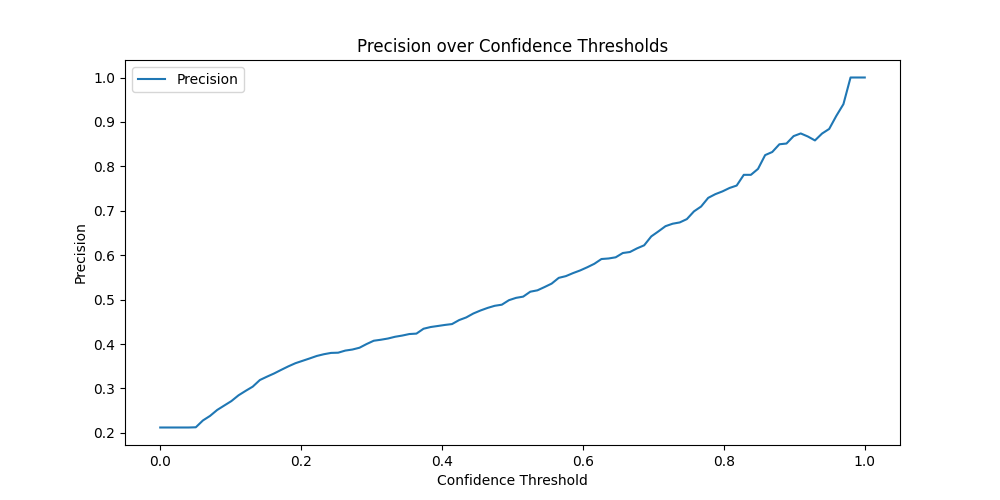 Precision over Confidence Thresholds
Precision
1.0
0.9
0.8
0.7
0.6
0.5
0.4
0.3
0.2
Precision
0.0 0.2 0.4 0.6 0.8 1.0
Confidence Threshold